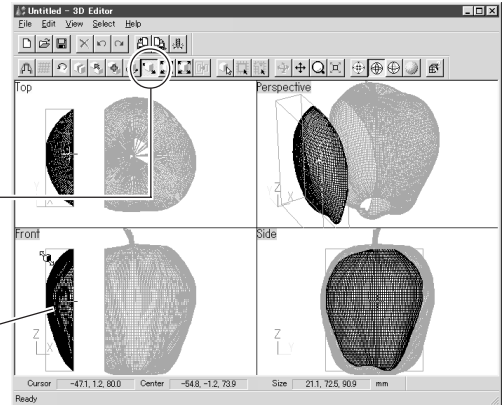 Untitled - 3D Editor
File Edit View Select Help
Top
Perspective
Y
X
Z
X
Front
Side
Z
X
Z
Cursor -47.1, 1.2, 80.0 Center -54.8, -1.2, 73.9 Size 21.1, 72.5, 90.9 mm
Ready